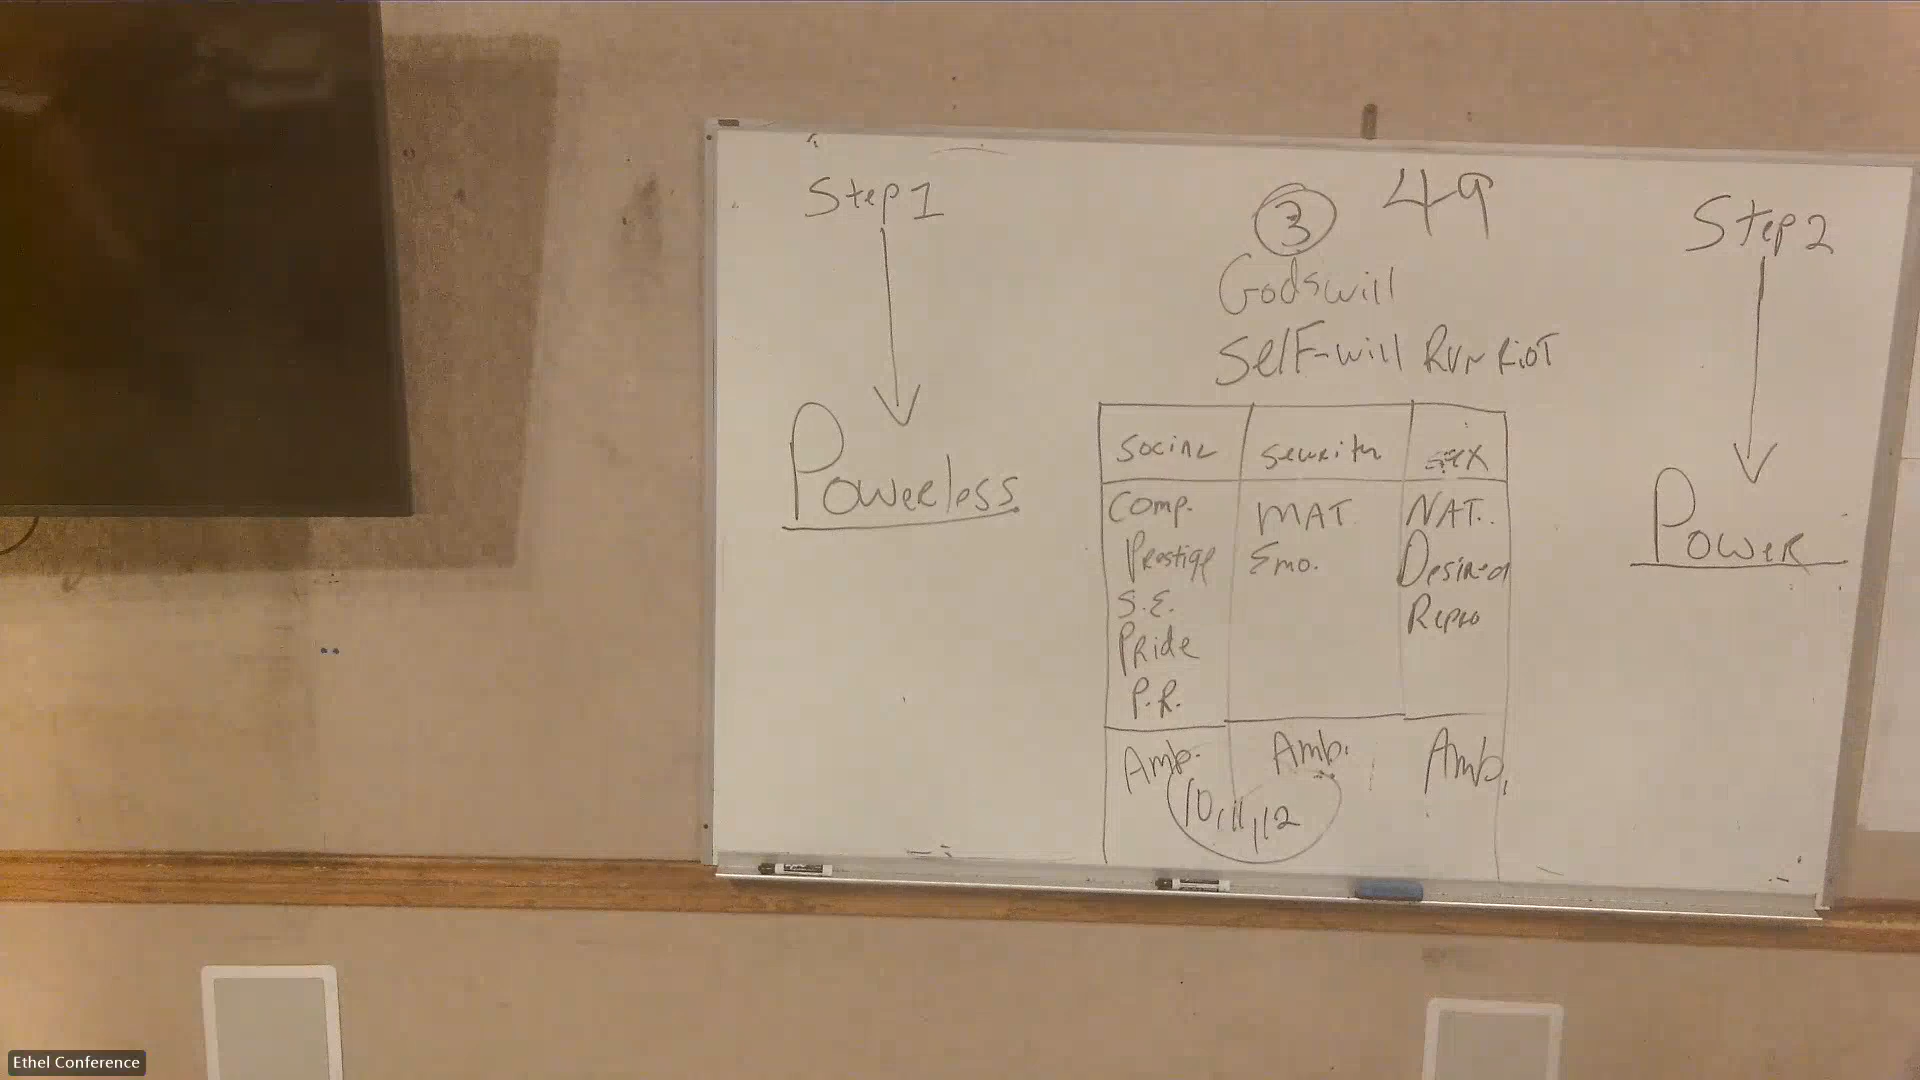 Step 1
Powerless
3 49
Godswill
Self-will Run Riot
Social Security Sex
Comp. MAT NAT.
Prestige Emo. Desired
S.E. Repro
Pride
P.R.
Amb. Amb. Amb.
10, 11, 12
Step 2
Power
Ethel Conference